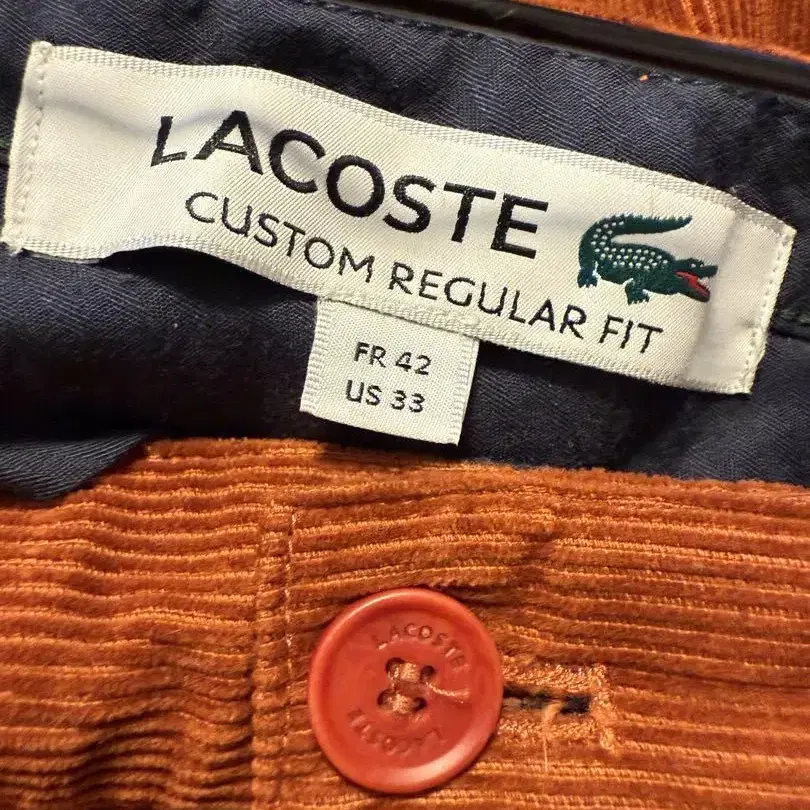 LACOSTE
CUSTOM REGULAR FIT
FR 42
US 33
LACOSTE
LACOSTE